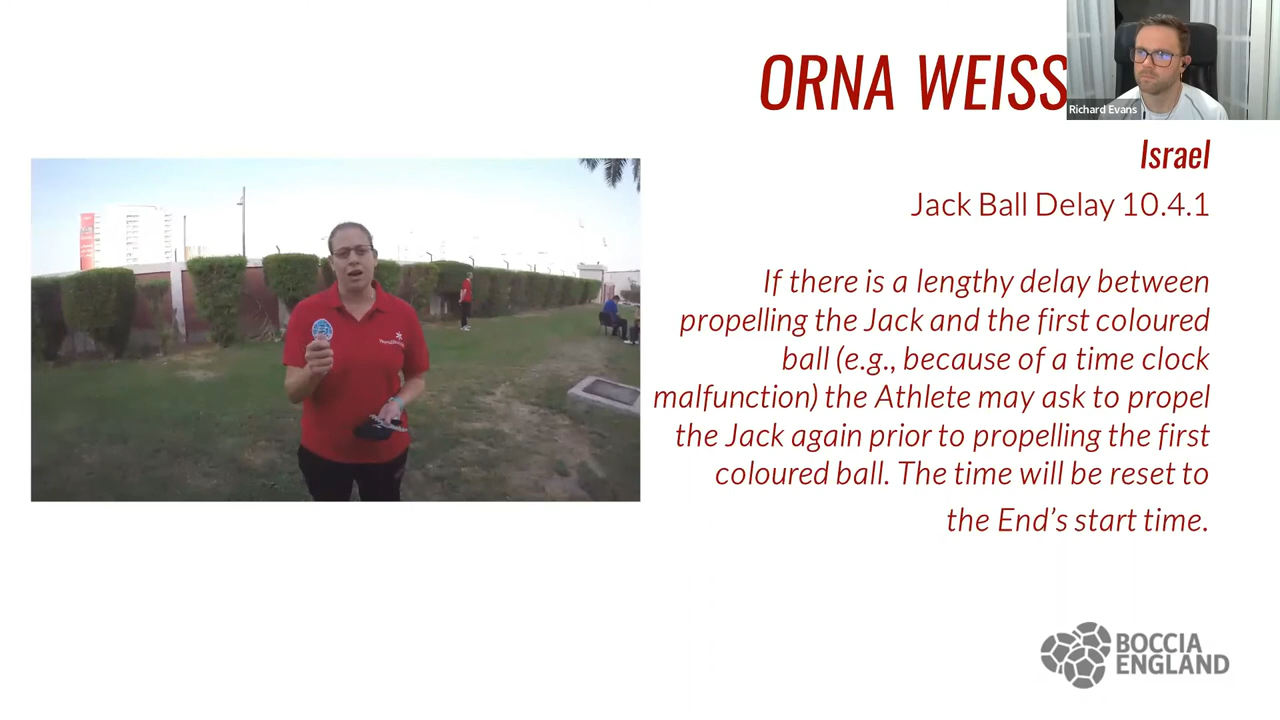 ORNA WEISS
Richard Evans
Israel
Jack Ball Delay 10.4.1
If there is a lengthy delay between
propelling the Jack and the first coloured
ball (e.g., because of a time clock
malfunction) the Athlete may ask to propel
the Jack again prior to propelling the first
coloured ball. The time will be reset to
the End’s start time.
BOCCIA
ENGLAND